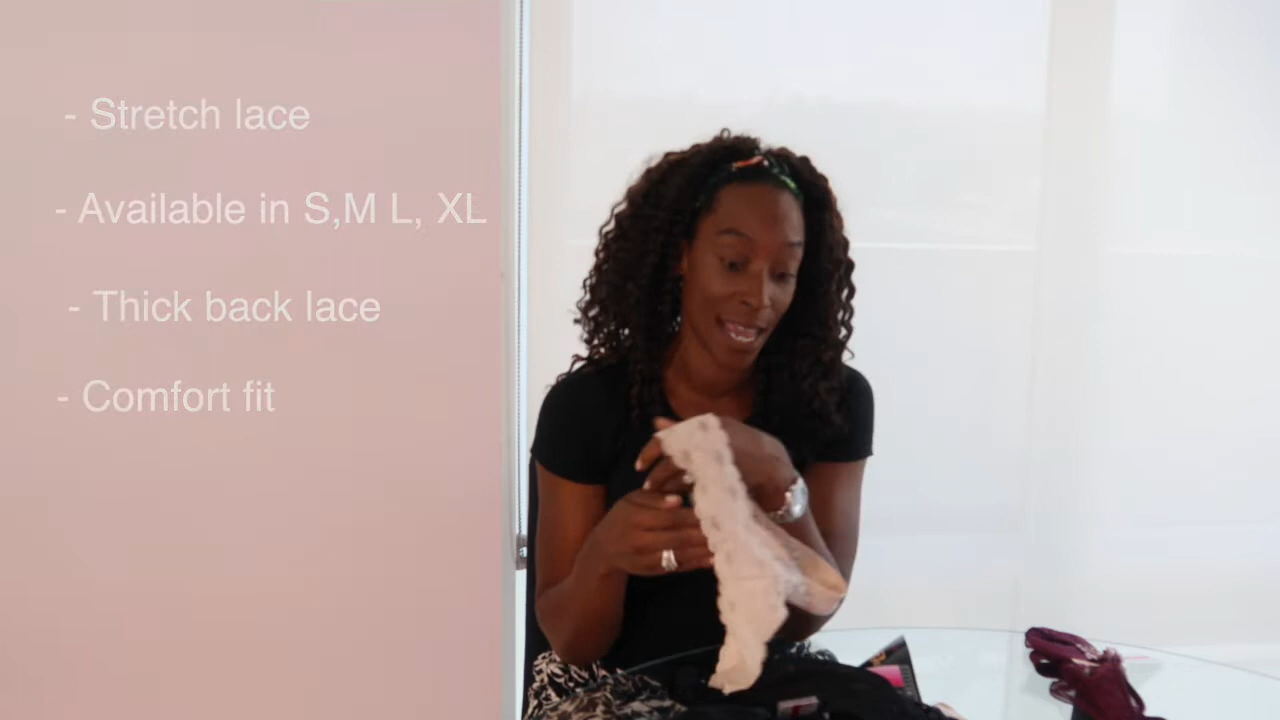 - Stretch lace
- Available in S,M L, XL
- Thick back lace
- Comfort fit